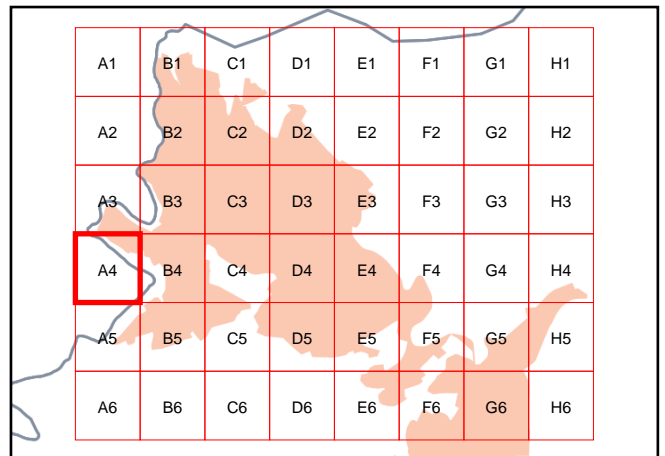 A1 B1 C1 D1 E1 F1 G1 H1
A2 B2 C2 D2 E2 F2 G2 H2
A3 B3 C3 D3 E3 F3 G3 H3
A4 B4 C4 D4 E4 F4 G4 H4
A5 B5 C5 D5 E5 F5 G5 H5
A6 B6 C6 D6 E6 F6 G6 H6